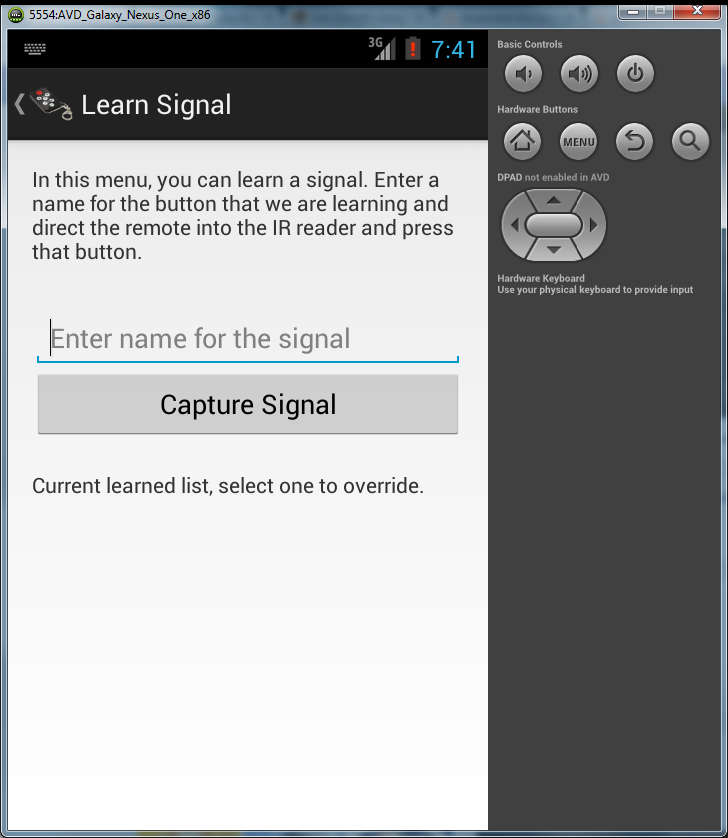 5554:AVD_Galaxy_Nexus_One_x86
3G
7:41
Learn Signal
In this menu, you can learn a signal. Enter a
name for the button that we are learning and
direct the remote into the IR reader and press
that button.
Enter name for the signal
Capture Signal
Current learned list, select one to override.
Basic Controls
Hardware Buttons
MENU
DPAD not enabled in AVD
Hardware Keyboard
Use your physical keyboard to provide input